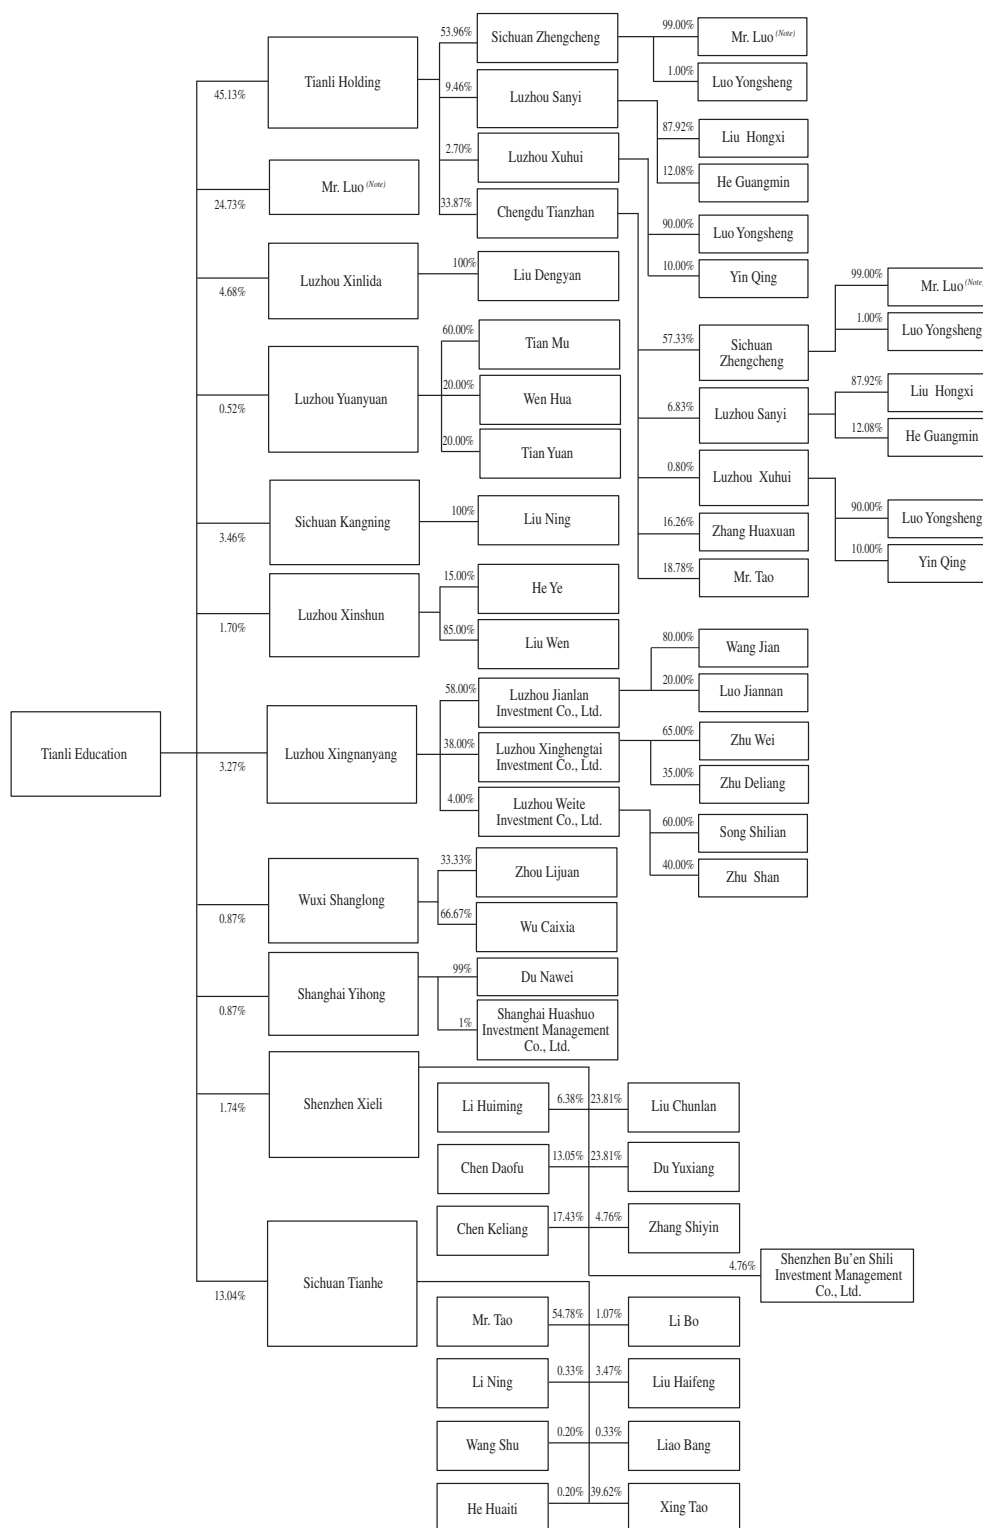 Tianli Education
45.13%
Tianli Holding
53.96%
Sichuan Zhengcheng
99.00%
Mr. Luo (Note)
1.00%
Luo Yongsheng
9.46%
Luzhou Sanyi
87.92%
Liu Hongxi
12.08%
He Guangmin
2.70%
Luzhou Xuhui
90.00%
Luo Yongsheng
10.00%
Yin Qing
33.87%
Chengdu Tianzhan
57.33%
Sichuan
Zhengcheng
99.00%
Mr. Luo (Note)
1.00%
Luo Yongsheng
6.83%
Luzhou Sanyi
87.92%
Liu Hongxi
12.08%
He Guangmin
0.80%
Luzhou Xuhui
90.00%
Luo Yongsheng
10.00%
Yin Qing
16.26%
Zhang Huaxuan
18.78%
Mr. Tao
24.73%
Mr. Luo (Note)
4.68%
Luzhou Xinlida
100%
Liu Dengyan
0.52%
Luzhou Yuanyuan
60.00%
Tian Mu
20.00%
Wen Hua
20.00%
Tian Yuan
3.46%
Sichuan Kangning
100%
Liu Ning
1.70%
Luzhou Xinshun
15.00%
He Ye
85.00%
Liu Wen
3.27%
Luzhou Xingnanyang
58.00%
Luzhou Jianlan
Investment Co., Ltd.
80.00%
Wang Jian
20.00%
Luo Jiannan
38.00%
Luzhou Xinghengtai
Investment Co., Ltd.
65.00%
Zhu Wei
35.00%
Zhu Deliang
4.00%
Luzhou Weite
Investment Co., Ltd.
60.00%
Song Shilian
40.00%
Zhu Shan
0.87%
Wuxi Shanglong
33.33%
Zhou Lijuan
66.67%
Wu Caixia
0.87%
Shanghai Yihong
99%
Du Nawei
1%
Shanghai Huashuo
Investment Management
Co., Ltd.
1.74%
Shenzhen Xieli
Li Huiming
6.38%
23.81%
Liu Chunlan
Chen Daofu
13.05%
23.81%
Du Yuxiang
Chen Keliang
17.43%
4.76%
Zhang Shiyin
4.76%
Shenzhen Bu'en Shili
Investment Management
Co., Ltd.
13.04%
Sichuan Tianhe
Mr. Tao
54.78%
1.07%
Li Bo
Li Ning
0.33%
3.47%
Liu Haifeng
Wang Shu
0.20%
0.33%
Liao Bang
He Huaiti
0.20%
39.62%
Xing Tao